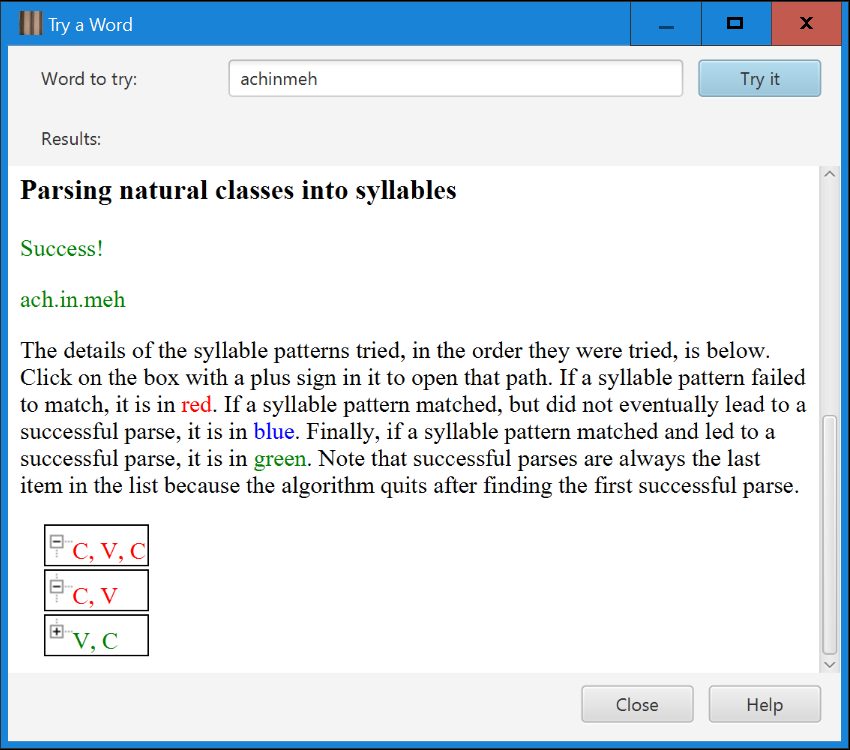 Try a Word
Word to try:
achinmeh
Try it
Results:
Parsing natural classes into syllables
Success!
ach.in.meh
The details of the syllable patterns tried, in the order they were tried, is below.
Click on the box with a plus sign in it to open that path. If a syllable pattern failed
to match, it is in red. If a syllable pattern matched, but did not eventually lead to a
successful parse, it is in blue. Finally, if a syllable pattern matched and led to a
successful parse, it is in green. Note that successful parses are always the last
item in the list because the algorithm quits after finding the first successful parse.
C, V, C
C, V
V, C
Close
Help